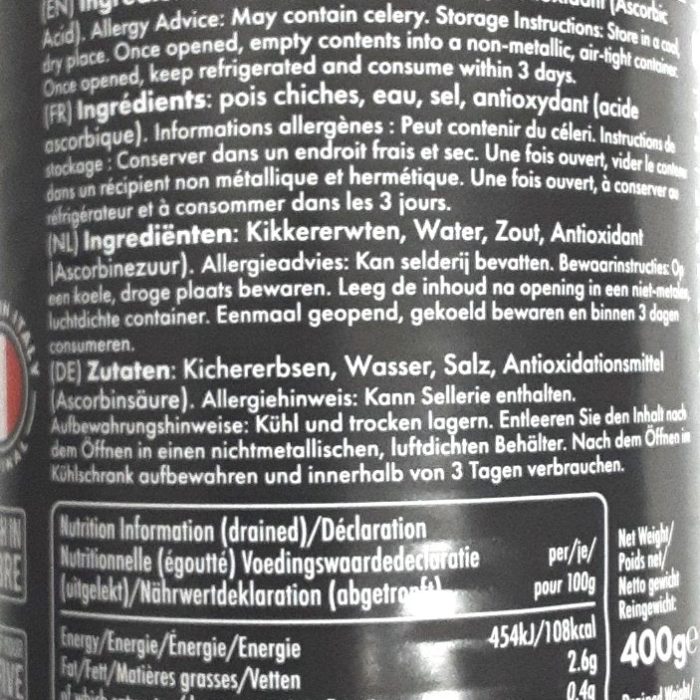 (EN)
Acid). Allergy Advice: May contain celery. Storage Instructions: Store in a cool,
dry place. Once opened, empty contents into a non-metallic, air-tight container.
Once opened, keep refrigerated and consume within 3 days.
(FR) Ingrédients: pois chiches, eau, sel, antioxydant (acide
ascorbique). Informations allergènes : Peut contenir du céleri. Instructions de
stockage : Conserver dans un endroit frais et sec. Une fois ouvert, vider le
dans un récipient non métallique et hermétique. Une fois ouvert, à conserver au
réfrigérateur et à consommer dans les 3 jours.
(NL) Ingrediënten: Kikkererwten, Water, Zout, Antioxidant
(Ascorbinezuur). Allergieadvies: Kan selderij bevatten. Bewaarinstructies: Op
een koele, droge plaats bewaren. Leeg de inhoud na opening in een
luchtdichte container. Eenmaal geopend, gekoeld bewaren en binnen 3 dagen
consumeren.
(DE) Zutaten: Kichererbsen, Wasser, Salz, Antioxidationsmittel
(Ascorbinsäure). Allergiehinweis: Kann Sellerie enthalten.
Aufbewahrungshinweise: Kühl und trocken lagern. Entleeren Sie den Inhalt nach
dem Öffnen in einen nichtmetallischen, luftdichten Behälter. Nach dem Öffnen im
Kühlschrank aufbewahren und innerhalb von 3 Tagen verbrauchen.
Nutrition Information (drained)/Déclaration
Nutritionnelle (égoutté) Voedingswaardedeclaratie
(uitgelekt)/Nährwertdeklaration (abgetropft)
per/je/
pour 100g
Energy/Energie/Énergie/Energie 454kJ/108kcal
Fat/Fett/Matières grasses/Vetten 2.6g
0.4g
Net Weight/
Poids net/
Netto gewicht
Reingewicht:
400g℮